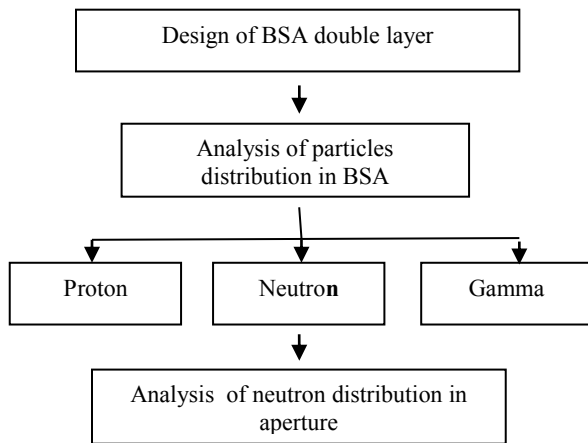 Design of BSA double layer
Analysis of particles
distribution in BSA
Proton
Neutron
Gamma
Analysis of neutron distribution in
aperture